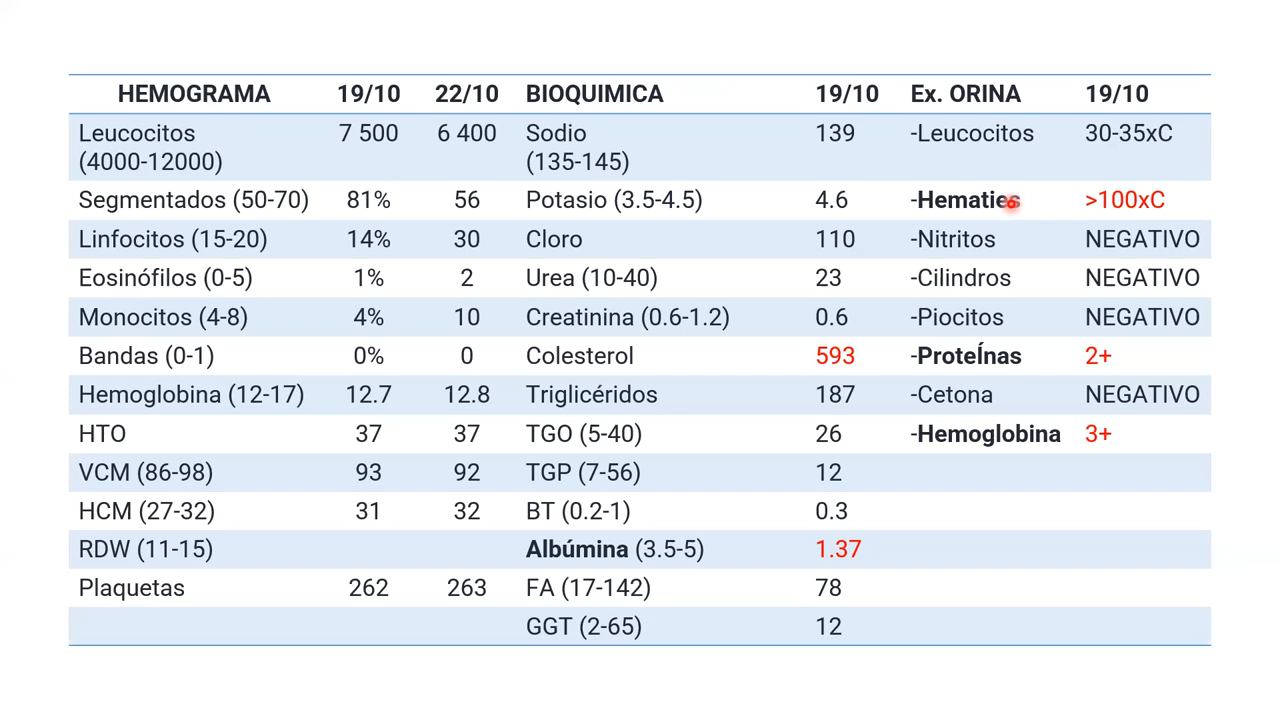 HEMOGRAMA 19/10 22/10 BIOQUIMICA 19/10 Ex. ORINA 19/10
Leucocitos 7 500 6 400 Sodio 139 -Leucocitos 30-35xC
(4000-12000) (135-145)
Segmentados (50-70) 81% 56 Potasio (3.5-4.5) 4.6 -Hematies >100xC
Linfocitos (15-20) 14% 30 Cloro 110 -Nitritos NEGATIVO
Eosinófilos (0-5) 1% 2 Urea (10-40) 23 -Cilindros NEGATIVO
Monocitos (4-8) 4% 10 Creatinina (0.6-1.2) 0.6 -Piocitos NEGATIVO
Bandas (0-1) 0% 0 Colesterol 593 -ProteÍnas 2+
Hemoglobina (12-17) 12.7 12.8 Triglicéridos 187 -Cetona NEGATIVO
HTO 37 37 TGO (5-40) 26 -Hemoglobina 3+
VCM (86-98) 93 92 TGP (7-56) 12
HCM (27-32) 31 32 BT (0.2-1) 0.3
RDW (11-15) Albúmina (3.5-5) 1.37
Plaquetas 262 263 FA (17-142) 78
GGT (2-65) 12